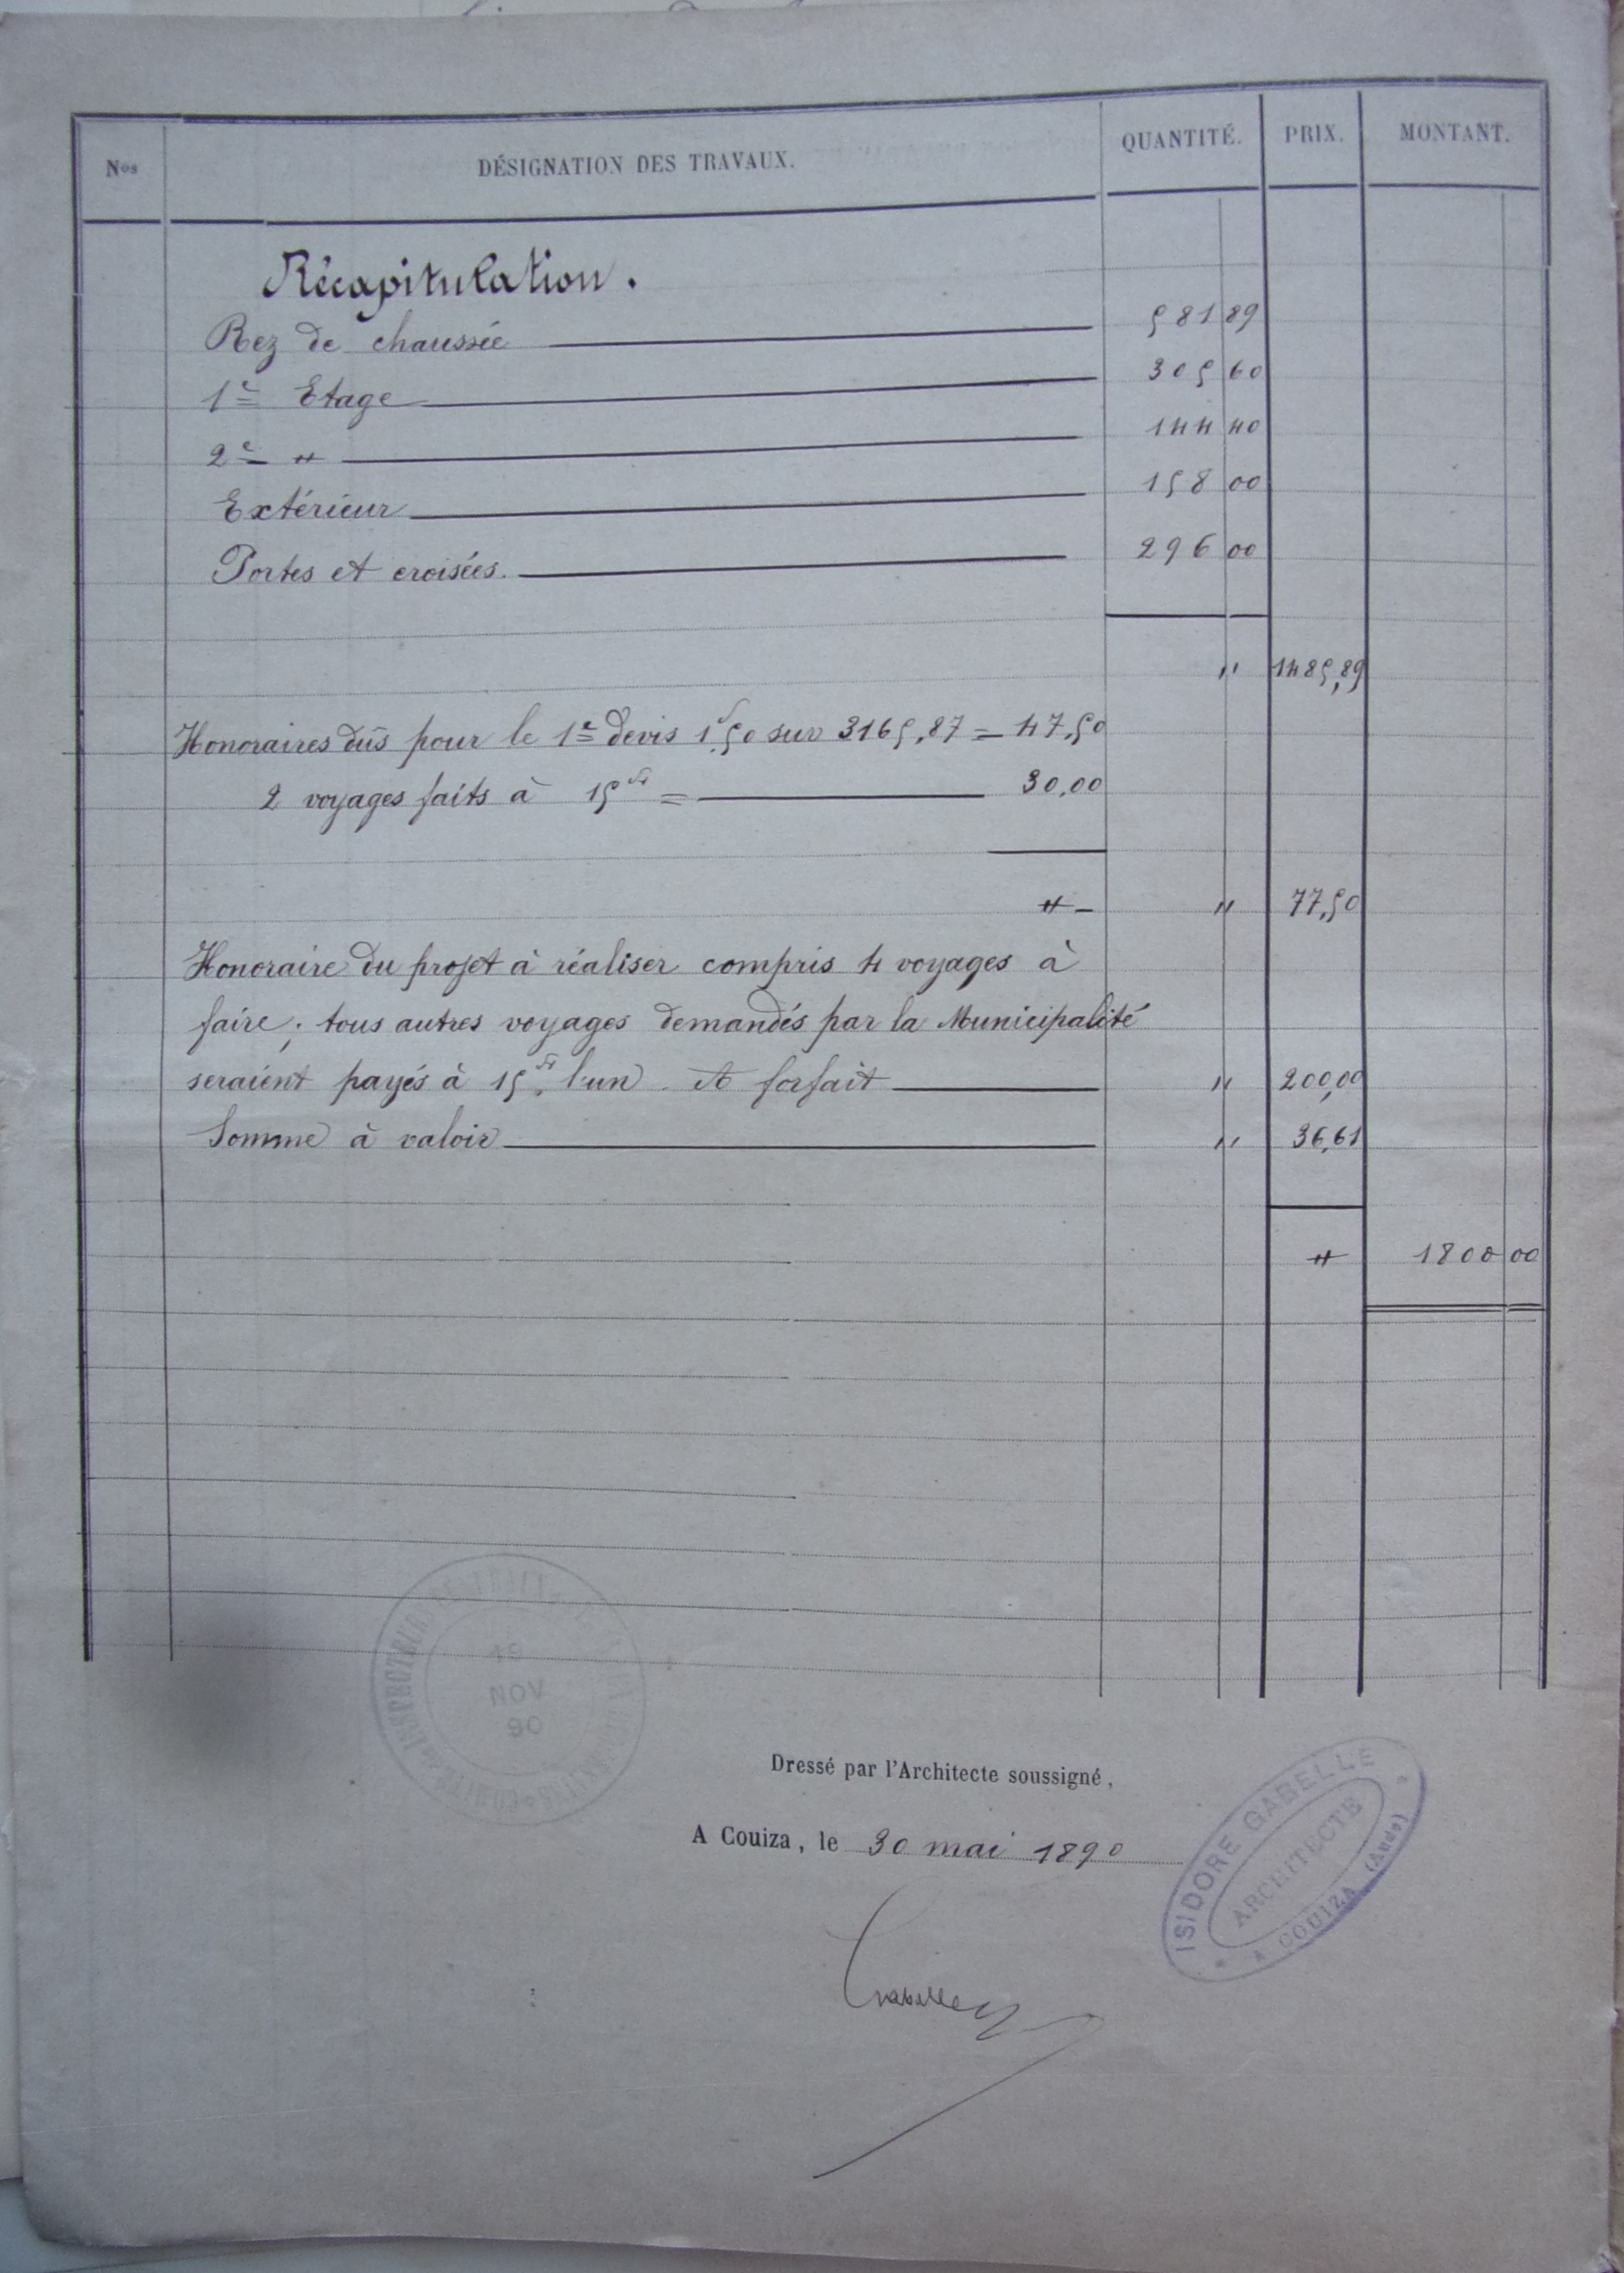 Nos DÉSIGNATION DES TRAVAUX. QUANTITÉ. PRIX. MONTANT.
Récapitulation.
Rez de chaussée 581 89
1er Etage 305 60
2e " 144 40
Extérieur 158 00
Portes et croisées. 296 00
" 1485,89
Honoraires dûs pour le 1er devis 1f,50 sur 3165,87 = 47,50
2 voyages faits à 15fr = 30,00
" - " 77,50
Honoraire du projet à réaliser compris 4 voyages à
faire; tous autres voyages demandés par la Municipalité
seraient payés à 15fr. l'un. A forfait " 200,00
Somme à valoir " 36,61
" 1800 00
19
NOV
90
Dressé par l'Architecte soussigné,
A Couiza, le 30 mai 1890
ISIDORE GABELLE
ARCHITECTE
A COUIZA (Aude)
Gabelle